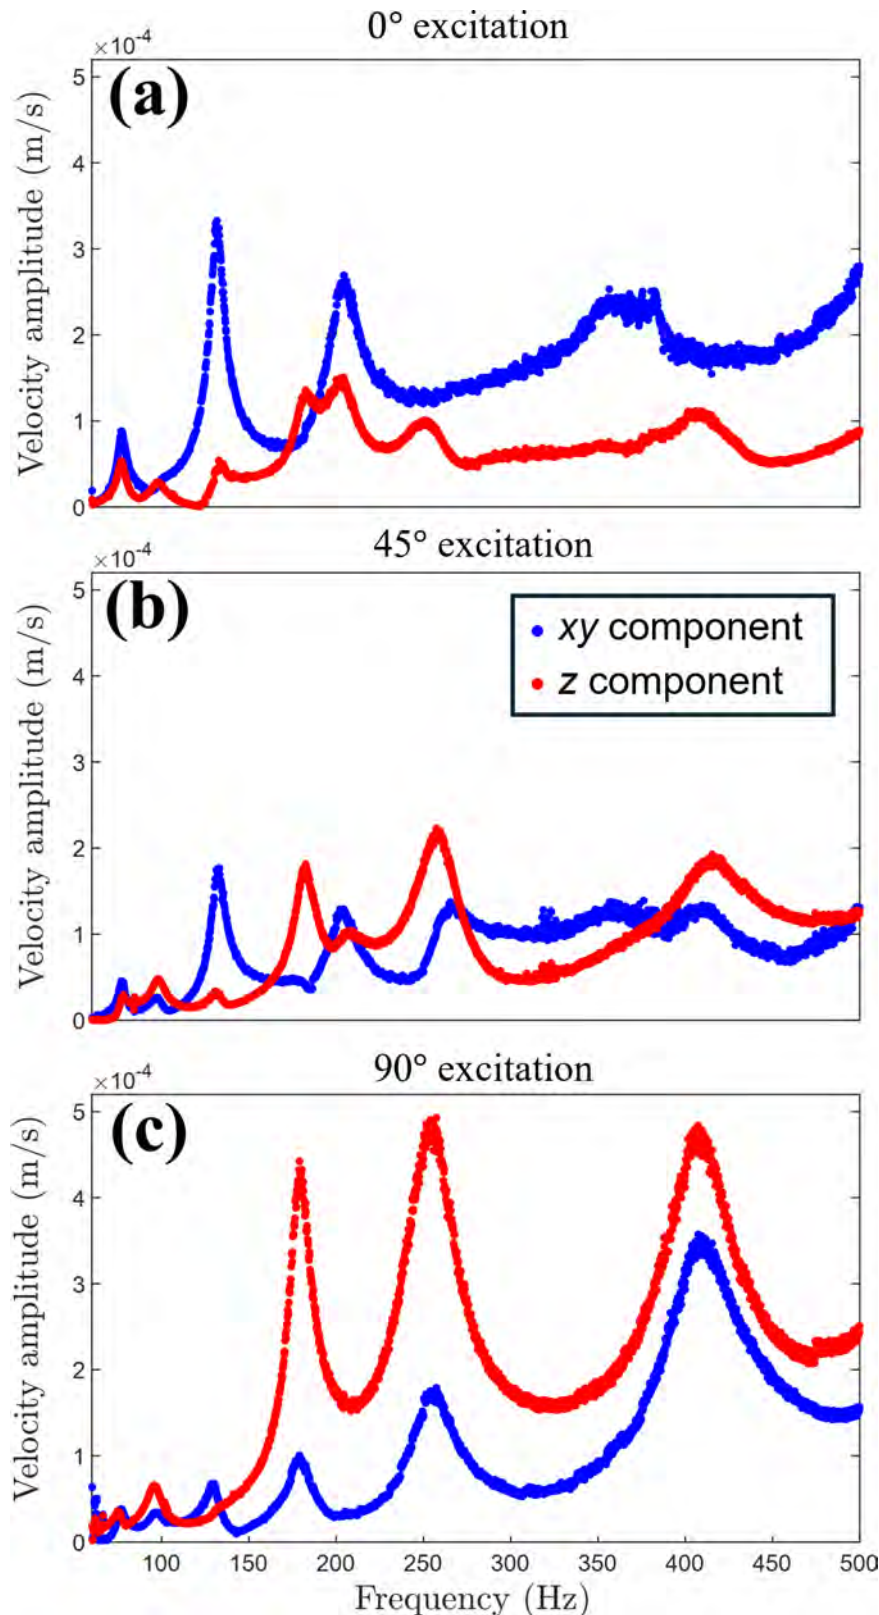 0° excitation
×10⁻⁴
(a)
5
4
3
2
1
0
Velocity amplitude (m/s)
45° excitation
×10⁻⁴
(b)
5
4
3
2
1
0
Velocity amplitude (m/s)
xy component
z component
90° excitation
×10⁻⁴
(c)
5
4
3
2
1
0
Velocity amplitude (m/s)
100 150 200 250 300 350 400 450 500
Frequency (Hz)